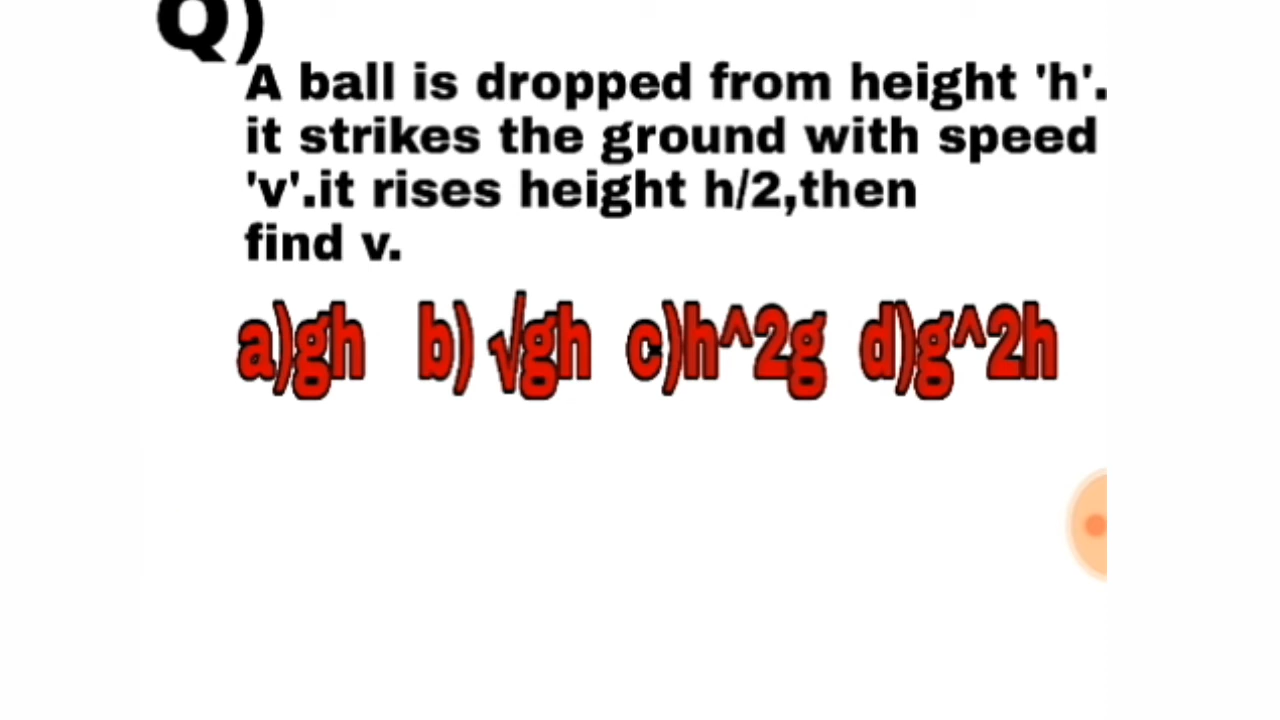 Q)
A ball is dropped from height 'h'.
it strikes the ground with speed
'v'.it rises height h/2,then
find v.
a)gh b) √gh c)h^2g d)g^2h